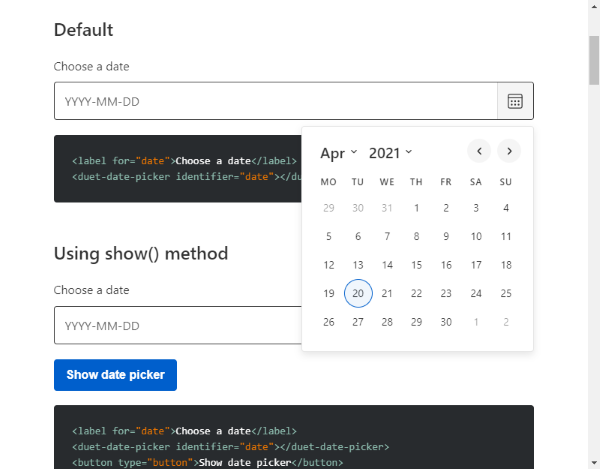 Default
Choose a date
YYYY-MM-DD
<label for="date">Choose a date</label>
<duet-date-picker identifier="date"></du
Apr 2021
MO TU WE TH FR SA SU
29 30 31 1 2 3 4
5 6 7 8 9 10 11
12 13 14 15 16 17 18
19 20 21 22 23 24 25
26 27 28 29 30 1 2
Using show() method
Choose a date
YYYY-MM-DD
Show date picker
<label for="date">Choose a date</label>
<duet-date-picker identifier="date"></duet-date-picker>
<button type="button">Show date picker</button>